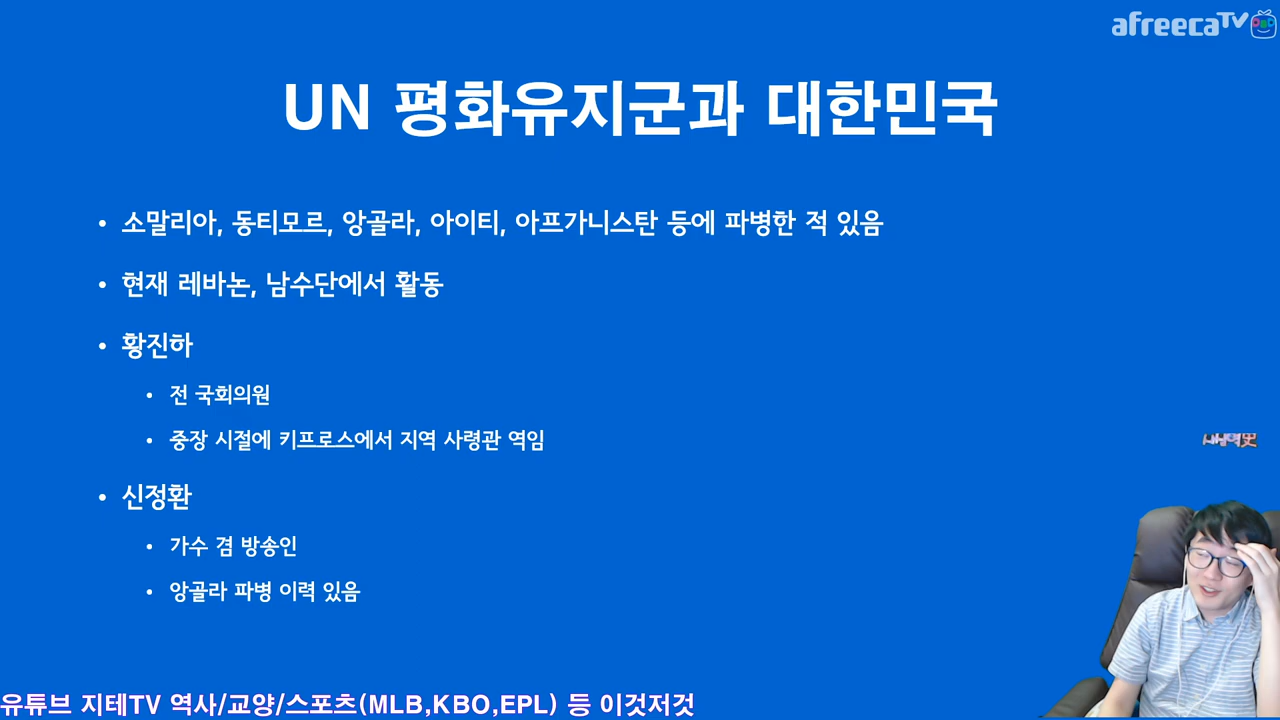 afreecaTV
UN 평화유지군과 대한민국
• 소말리아, 동티모르, 앙골라, 아이티, 아프가니스탄 등에 파병한 적 있음
• 현재 레바논, 남수단에서 활동
• 황진하
• 전 국회의원
• 중장 시절에 키프로스에서 지역 사령관 역임
• 신정환
• 가수 겸 방송인
• 앙골라 파병 이력 있음
유튜브 지테TV 역사/교양/스포츠(MLB,KBO,EPL) 등 이것저것